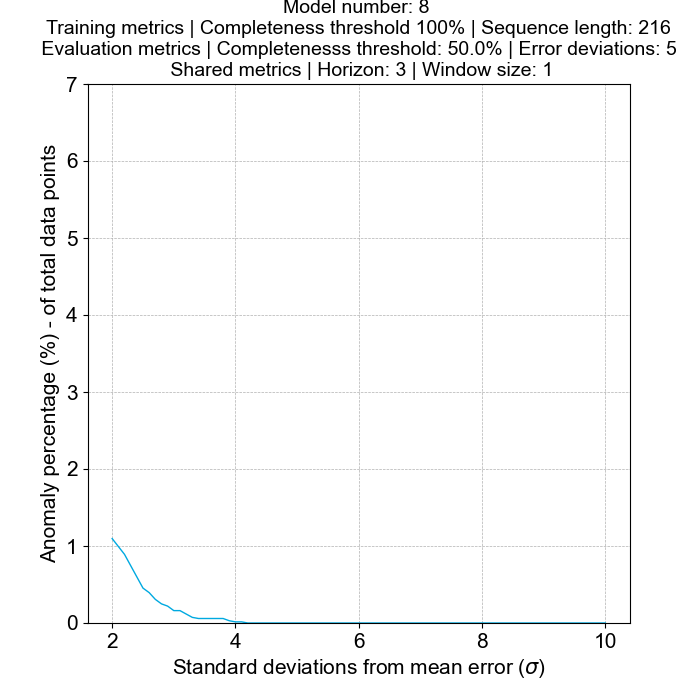 Model number: 8
Training metrics | Completeness threshold 100% | Sequence length: 216
Evaluation metrics | Completenesss threshold: 50.0% | Error deviations: 5
Shared metrics | Horizon: 3 | Window size: 1
Anomaly percentage (%) - of total data points
7
6
5
4
3
2
1
0
2 4 6 8 10
Standard deviations from mean error (σ)